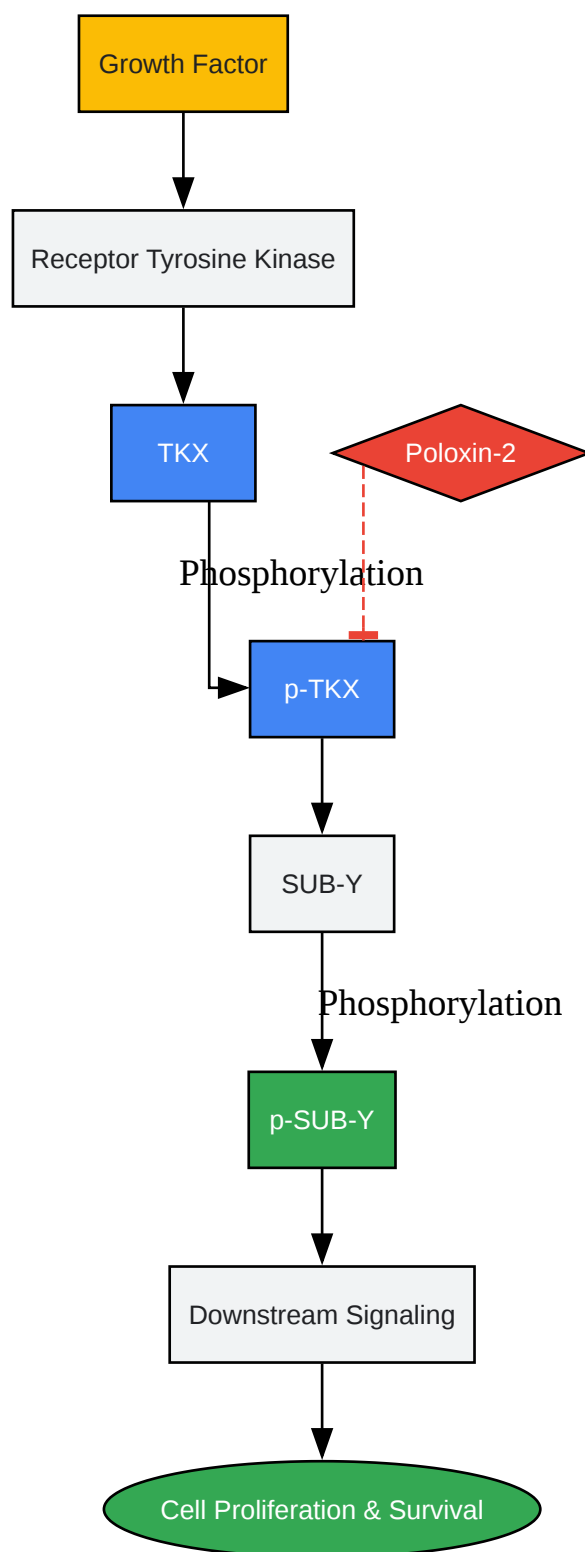 Growth Factor
Receptor Tyrosine Kinase
TKX
Poloxin-2
Phosphorylation
p-TKX
SUB-Y
Phosphorylation
p-SUB-Y
Downstream Signaling
Cell Proliferation & Survival